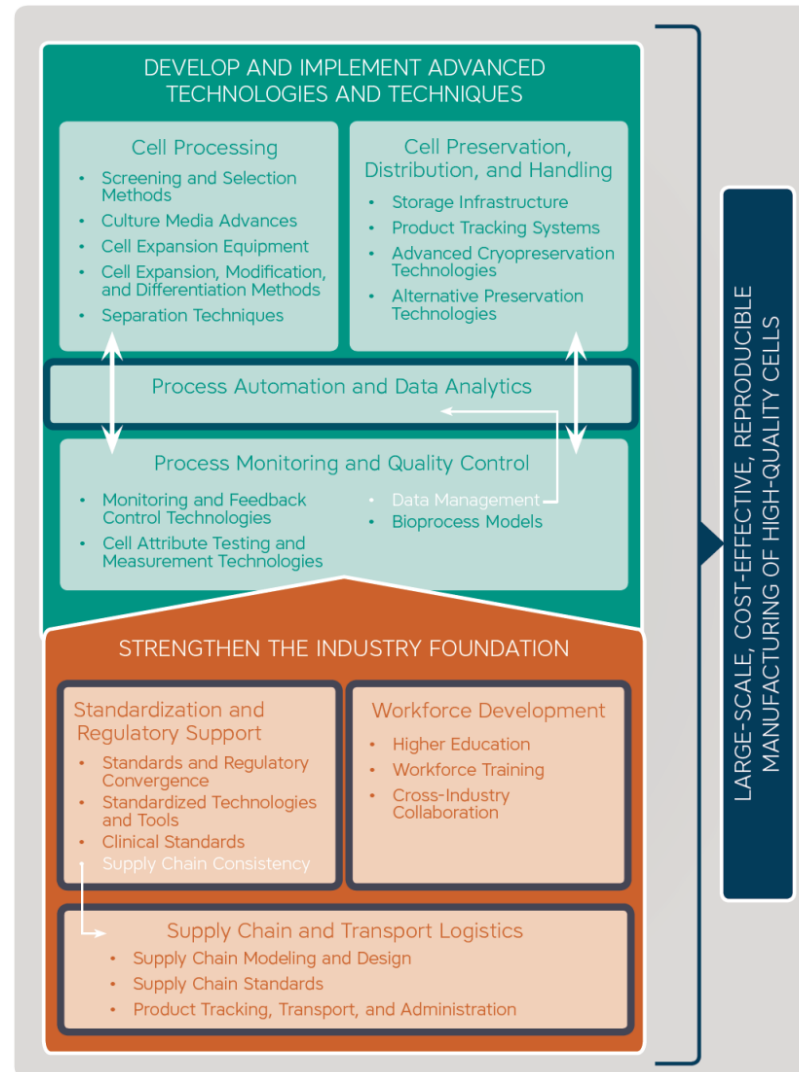 DEVELOP AND IMPLEMENT ADVANCED
TECHNOLOGIES AND TECHNIQUES
Cell Processing
• Screening and Selection
Methods
• Culture Media Advances
• Cell Expansion Equipment
• Cell Expansion, Modification,
and Differentiation Methods
• Separation Techniques
Cell Preservation,
Distribution, and Handling
• Storage Infrastructure
• Product Tracking Systems
• Advanced Cryopreservation
Technologies
• Alternative Preservation
Technologies
Process Automation and Data Analytics
Process Monitoring and Quality Control
• Monitoring and Feedback
Control Technologies
• Cell Attribute Testing and
Measurement Technologies
• Data Management
• Bioprocess Models
STRENGTHEN THE INDUSTRY FOUNDATION
Standardization and
Regulatory Support
• Standards and Regulatory
Convergence
• Standardized Technologies
and Tools
• Clinical Standards
• Supply Chain Consistency
Workforce Development
• Higher Education
• Workforce Training
• Cross-Industry
Collaboration
Supply Chain and Transport Logistics
• Supply Chain Modeling and Design
• Supply Chain Standards
• Product Tracking, Transport, and Administration
LARGE-SCALE, COST-EFFECTIVE, REPRODUCIBLE
MANUFACTURING OF HIGH-QUALITY CELLS